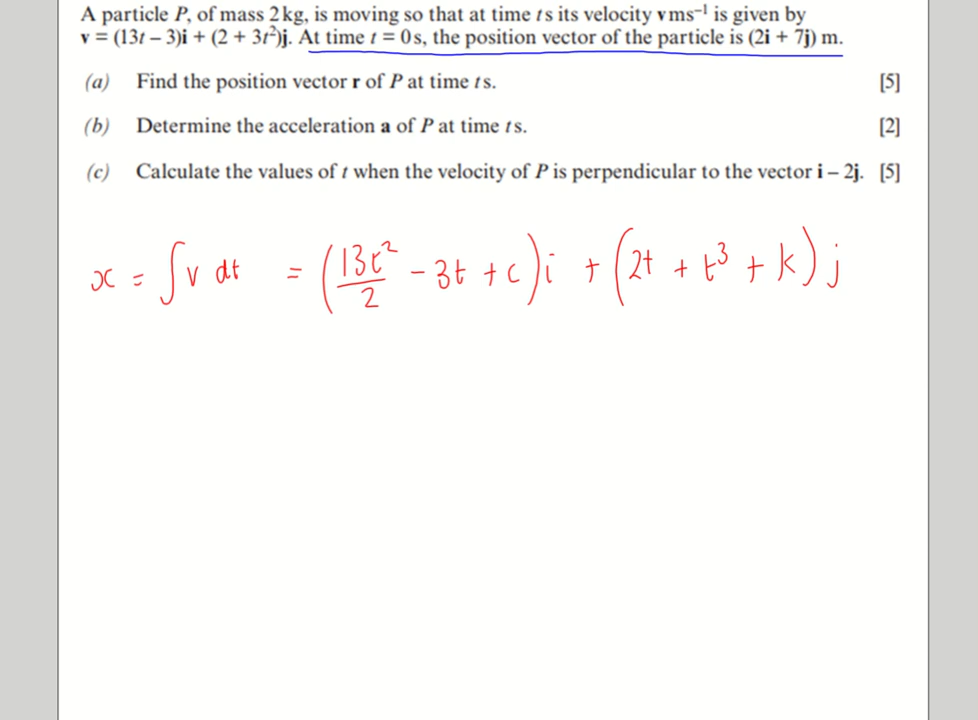 A particle P, of mass 2 kg, is moving so that at time t s its velocity v ms⁻¹ is given by
v = (13t – 3)i + (2 + 3t²)j. At time t = 0 s, the position vector of the particle is (2i + 7j) m.
(a) Find the position vector r of P at time t s. [5]
(b) Determine the acceleration a of P at time t s. [2]
(c) Calculate the values of t when the velocity of P is perpendicular to the vector i – 2j. [5]
x = ∫v dt = (13t²/2 - 3t + c)i + (2t + t³ + k)j